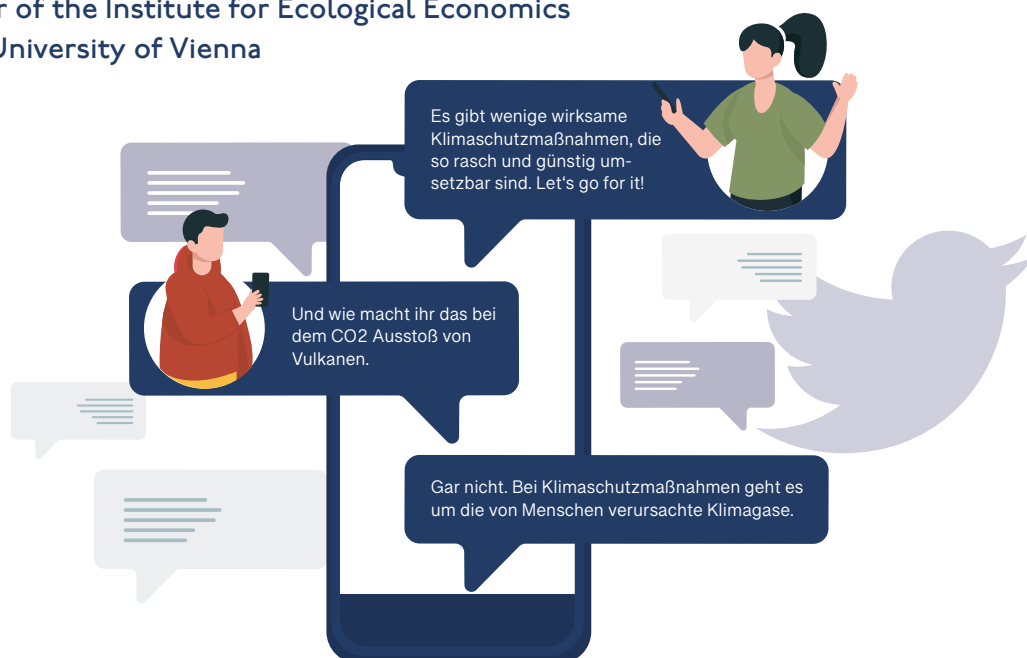 r of the Institute for Ecological Economics
University of Vienna
Es gibt wenige wirksame
Klimaschutzmaßnahmen, die
so rasch und günstig um-
setzbar sind. Let's go for it!
Und wie macht ihr das bei
dem CO2 Ausstoß von
Vulkanen.
Gar nicht. Bei Klimaschutzmaßnahmen geht es
um die von Menschen verursachte Klimagase.